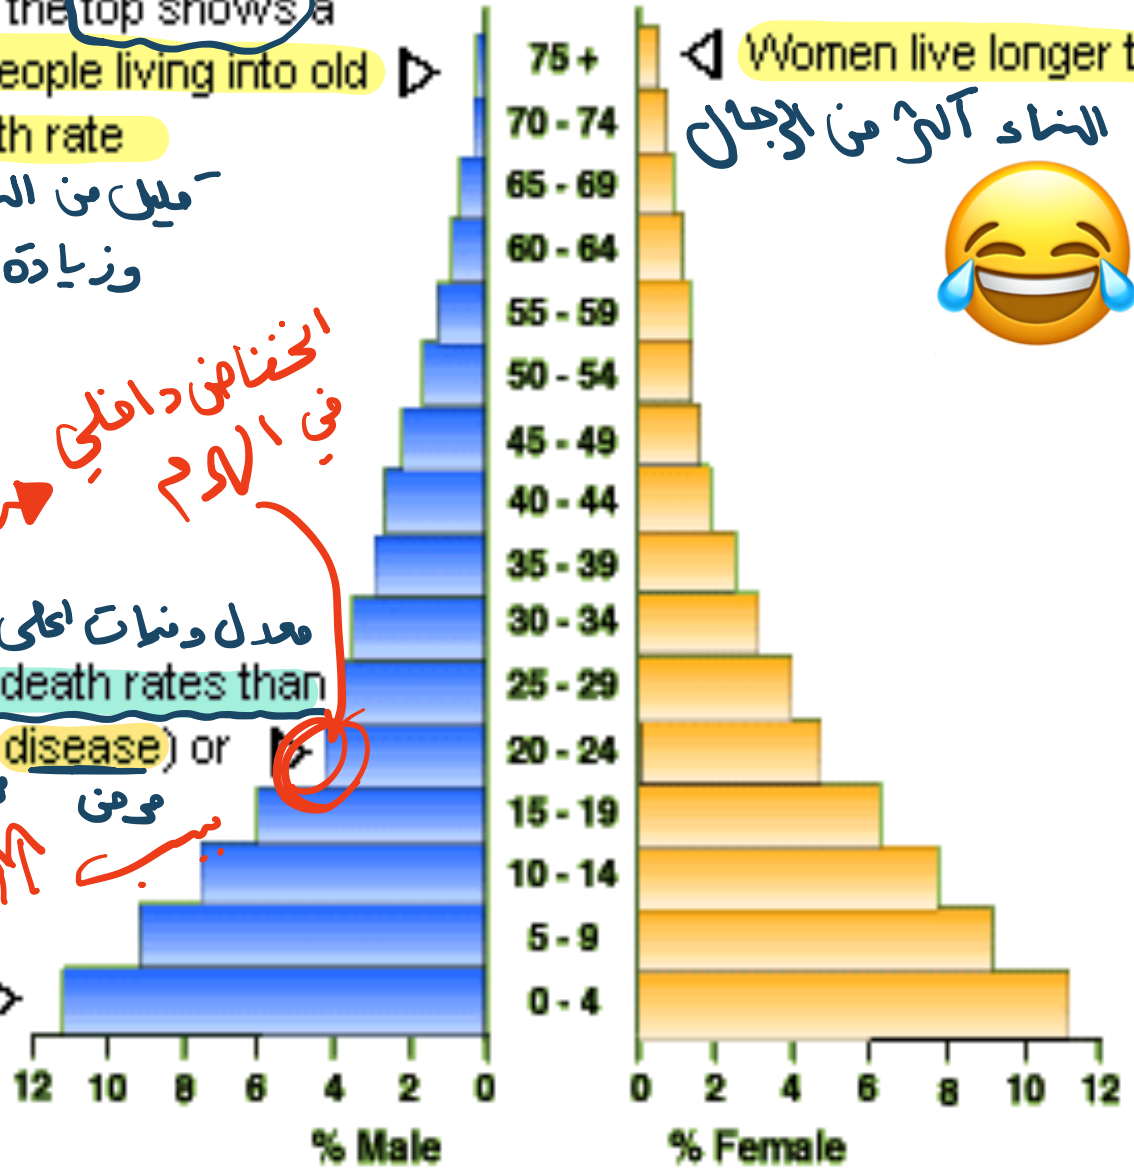 the top shows a
eople living into old
th rate
قليل من
وزيادة
انخفاض داخلي
في الهرم
معدل وفيات اعلى
death rates than
disease) or
مرض
بسبب
75 +
70 - 74
65 - 69
60 - 64
55 - 59
50 - 54
45 - 49
40 - 44
35 - 39
30 - 34
25 - 29
20 - 24
15 - 19
10 - 14
5 - 9
0 - 4
Women live longer t
النساء أكثر من الرجال
12 10 8 6 4 2 0
0 2 4 6 8 10 12
% Male
% Female